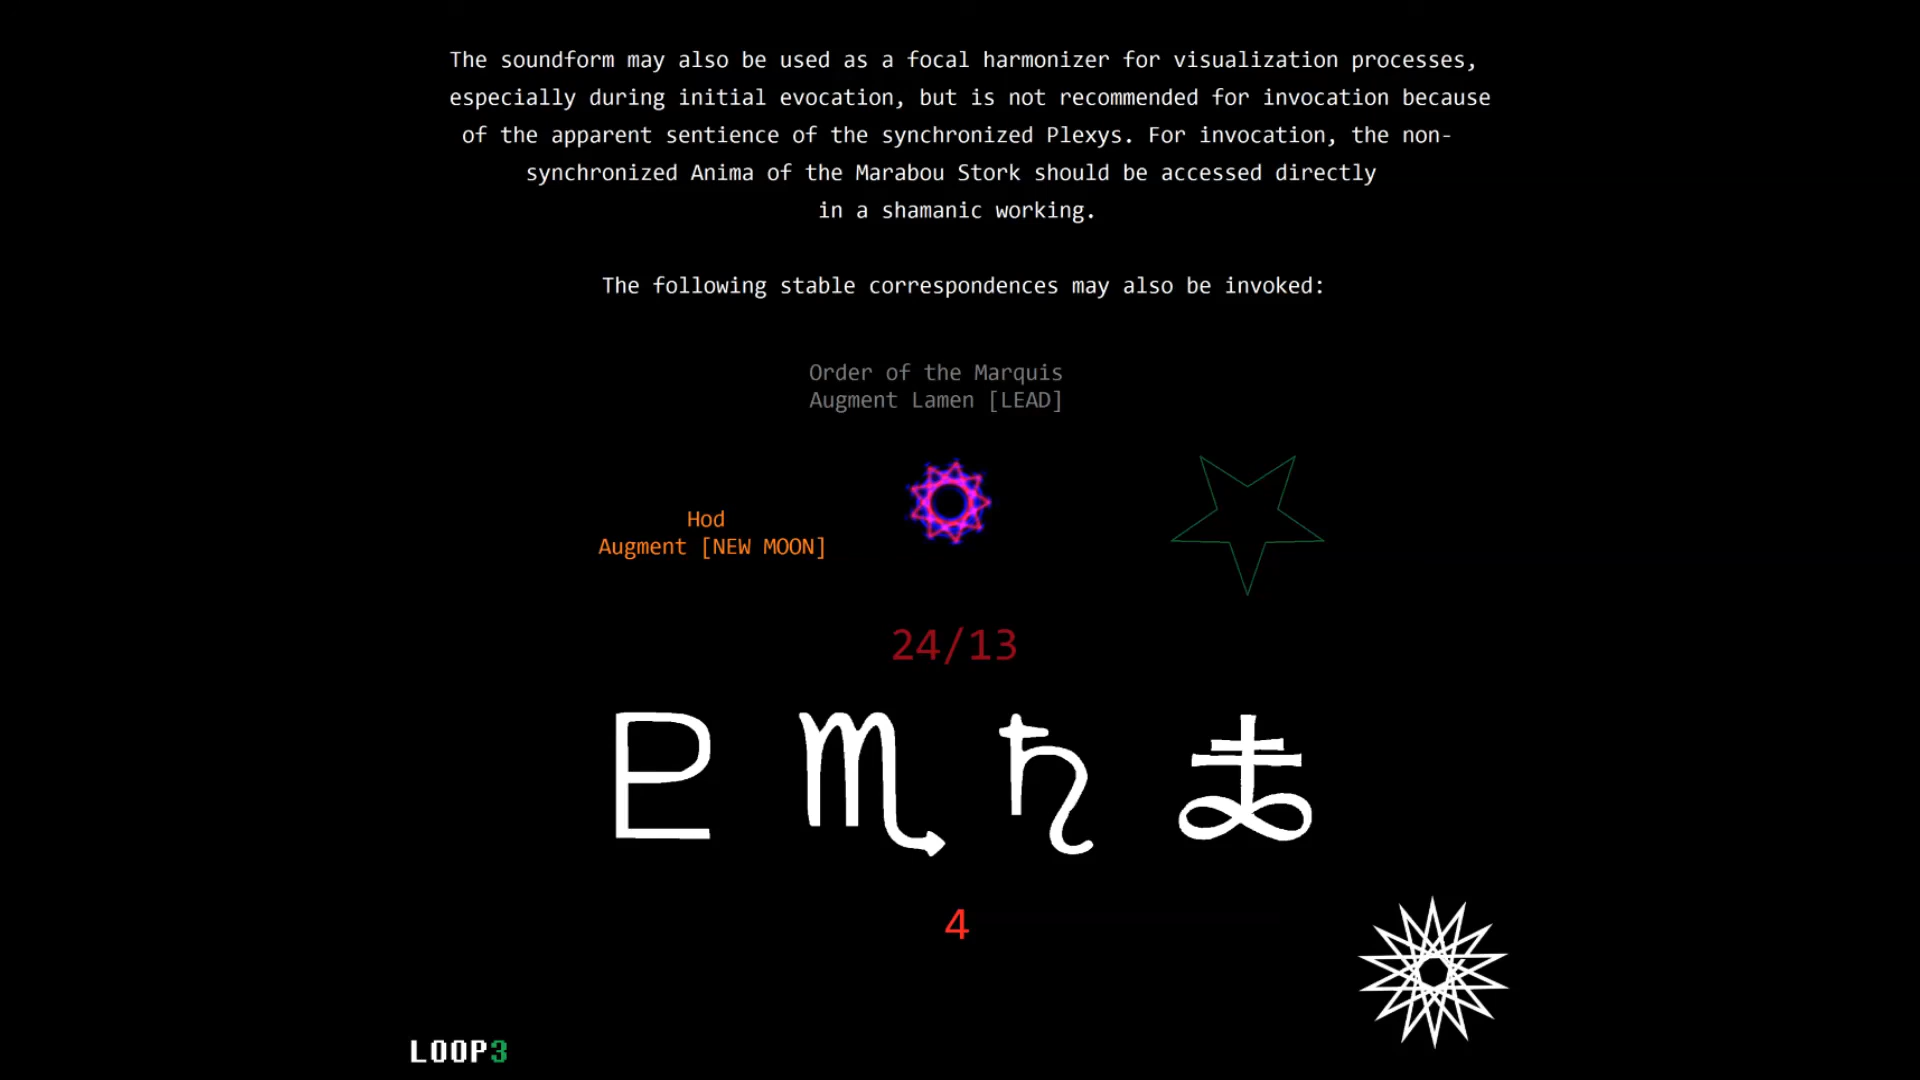 The soundform may also be used as a focal harmonizer for visualization processes,
especially during initial evocation, but is not recommended for invocation because
of the apparent sentience of the synchronized Plexys. For invocation, the non-
synchronized Anima of the Marabou Stork should be accessed directly
in a shamanic working.
The following stable correspondences may also be invoked:
Order of the Marquis
Augment Lamen [LEAD]
Hod
Augment [NEW MOON]
24/13
♇ ♏ ♄ 🜏
4
LOOP3